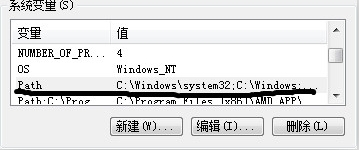 系统变量(S)
变量 值
NUMBER_OF_PR... 4
OS Windows_NT
Path C:\Windows\system32;C:\Windows;...
Path:C:\Prog C:\Program Files (x86)\AMD APP\
新建(W)... 编辑(I)... 删除(L)